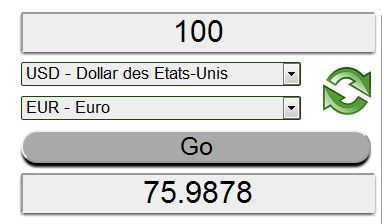 100
USD - Dollar des Etats-Unis
EUR - Euro
Go
75.9878